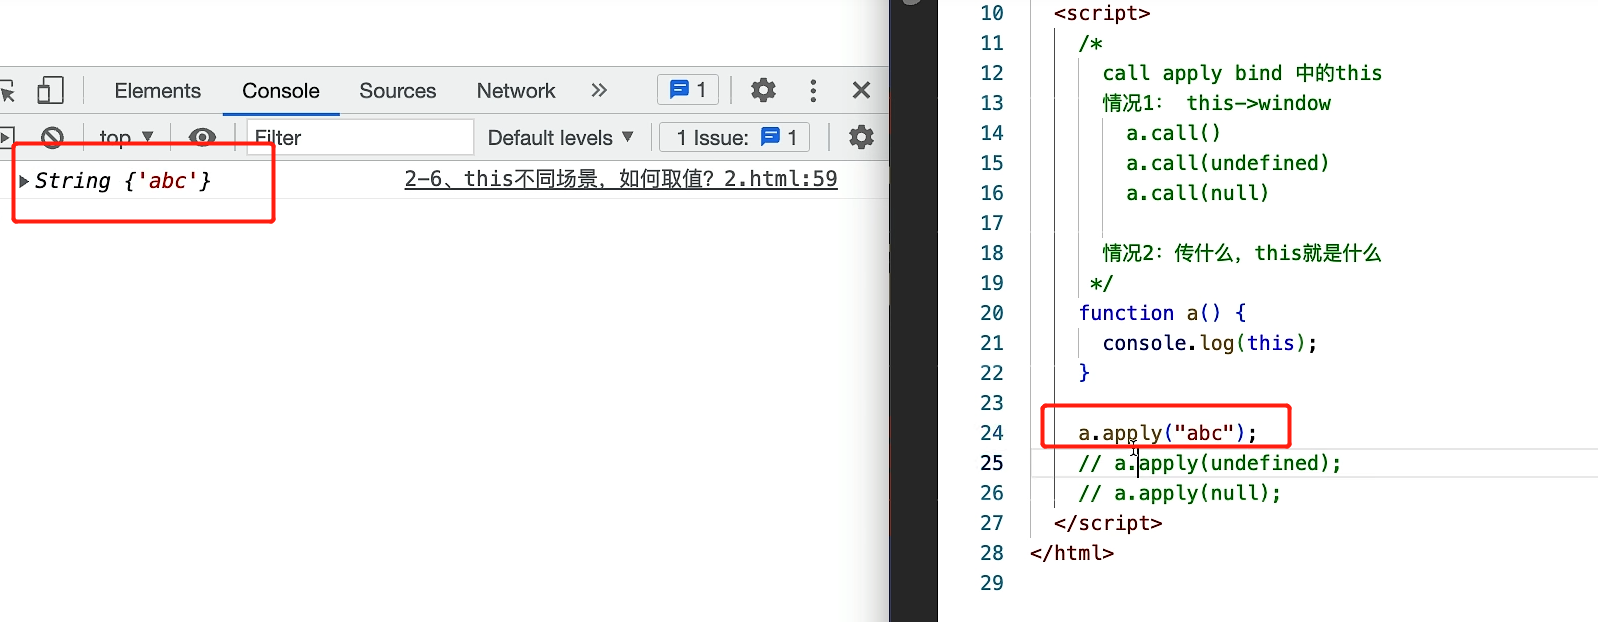 Elements Console Sources Network » 1
top ▼ Filter Default levels ▼ 1 Issue: 1
▶String {'abc'} 2-6、this不同场景，如何取值？2.html:59
10 <script>
11 /*
12 call apply bind 中的this
13 情况1： this->window
14 a.call()
15 a.call(undefined)
16 a.call(null)
17
18 情况2：传什么，this就是什么
19 */
20 function a() {
21 console.log(this);
22 }
23
24 a.apply("abc");
25 // a.apply(undefined);
26 // a.apply(null);
27 </script>
28 </html>
29